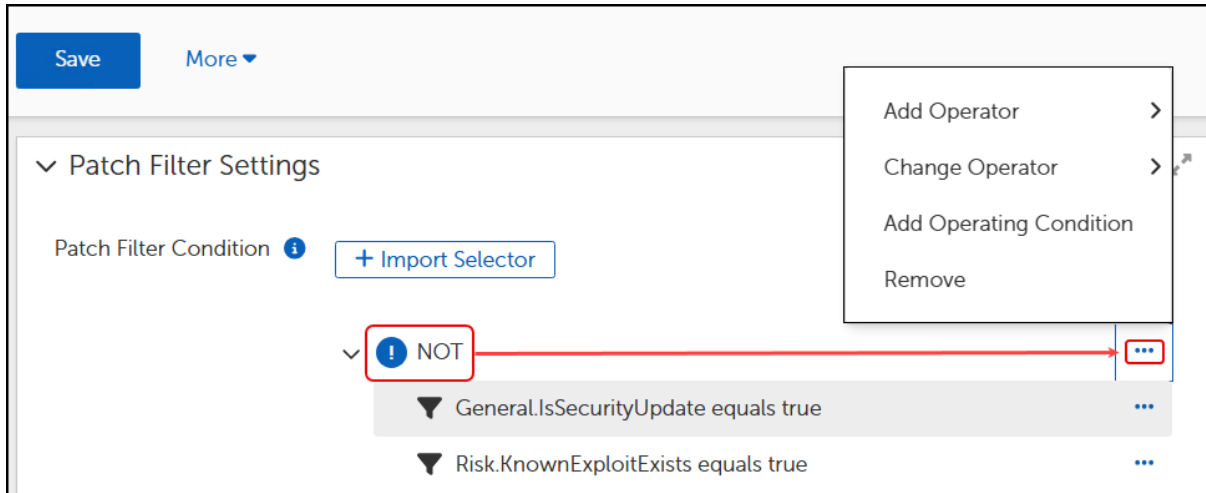 Save
More
Add Operator
Change Operator
Add Operating Condition
Remove
Patch Filter Settings
Patch Filter Condition
+ Import Selector
NOT
General.IsSecurityUpdate equals true
Risk.KnownExploitExists equals true